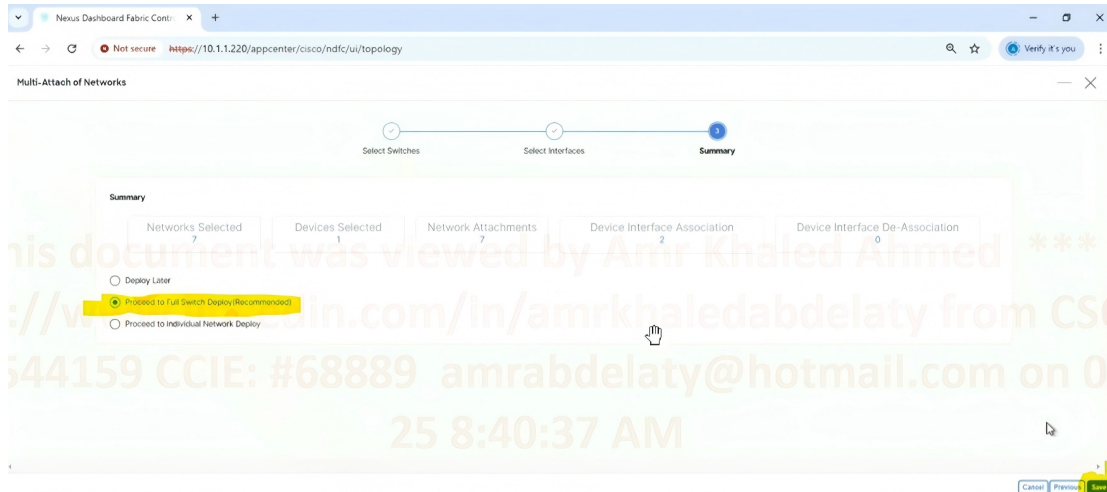 Nexus Dashboard Fabric Contr
Not secure https://10.1.1.220/appcenter/cisco/ndfc/ui/topology
Verify it's you
Multi-Attach of Networks
3
Select Switches
Select Interfaces
Summary
Summary
Networks Selected
7
Devices Selected
1
Network Attachments
7
Device Interface Association
2
Device Interface De-Association
0
Deploy Later
Proceed to Full Switch Deploy(Recommended)
Proceed to Individual Network Deploy
his document was viewed by Amr Khaled Ahmed ***
in.com/in/amrkhaledabdelaty from CS
544159 CCIE: #68889 amrabdelaty@hotmail.com on 0
25 8:40:37 AM
Cancel
Previous
Save